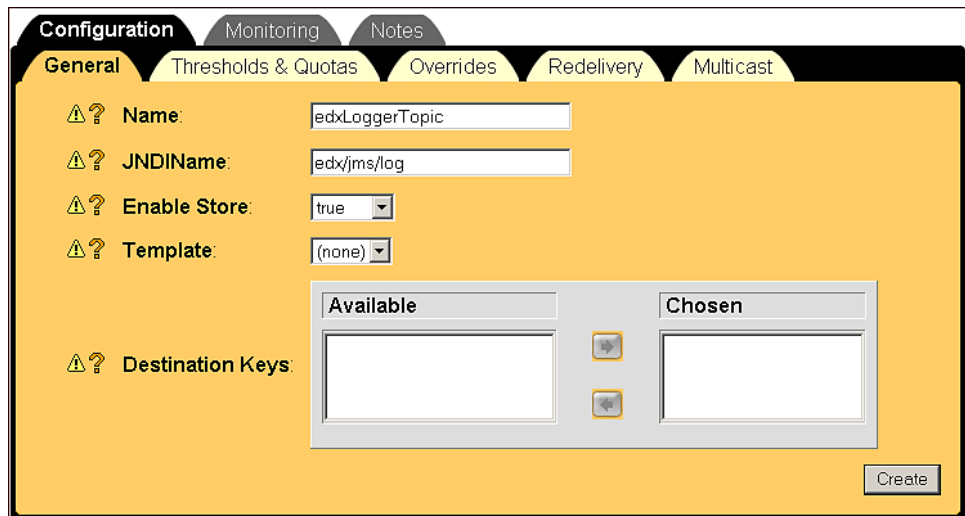 Configuration Monitoring Notes
General Thresholds & Quotas Overrides Redelivery Multicast
Name: edxLoggerTopic
JNDIName: edx/jms/log
Enable Store: true
Template: (none)
Available Chosen
Destination Keys:
Create